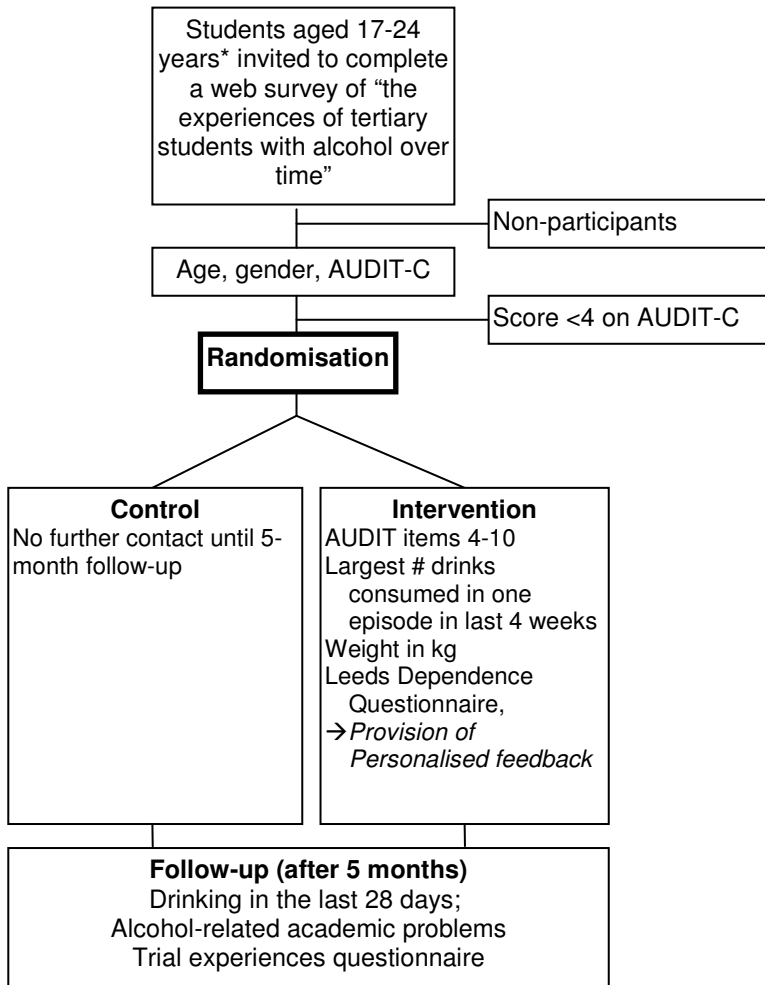 Students aged 17-24
years* invited to complete
a web survey of “the
experiences of tertiary
students with alcohol over
time”
Non-participants
Age, gender, AUDIT-C
Score <4 on AUDIT-C
Randomisation
Control
No further contact until 5-
month follow-up
Intervention
AUDIT items 4-10
Largest # drinks
consumed in one
episode in last 4 weeks
Weight in kg
Leeds Dependence
Questionnaire,
→Provision of
Personalised feedback
Follow-up (after 5 months)
Drinking in the last 28 days;
Alcohol-related academic problems
Trial experiences questionnaire